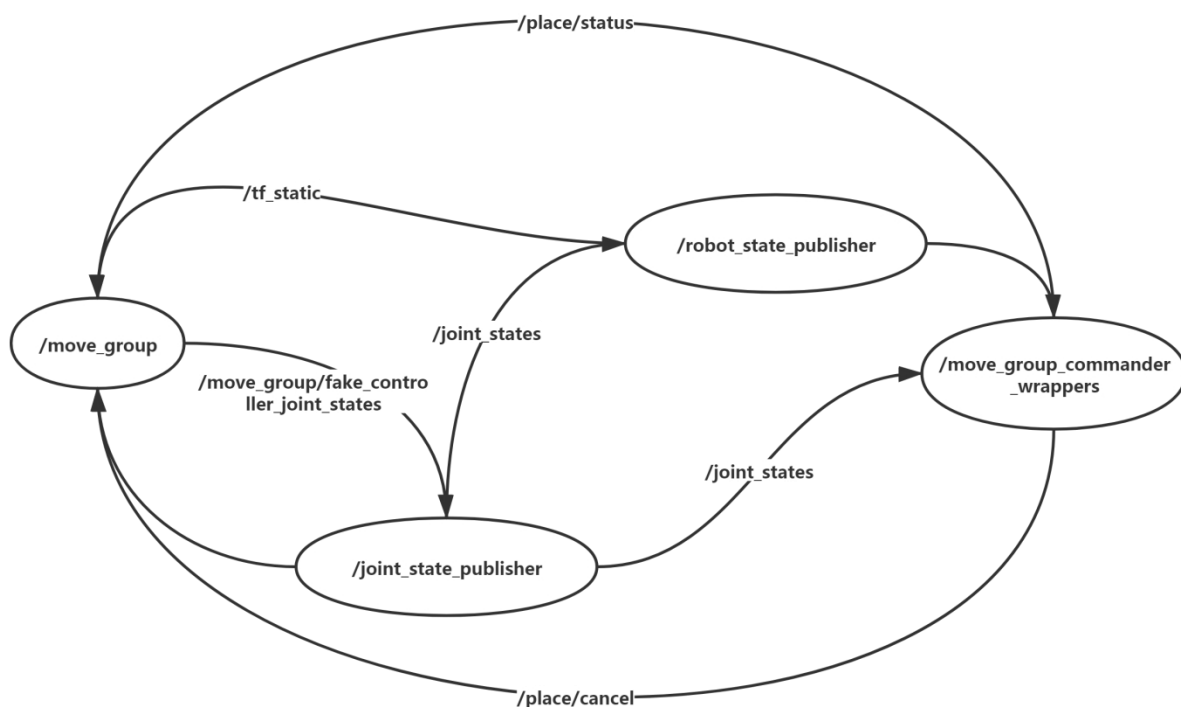 /place/status
/tf_static
/robot_state_publisher
/joint_states
/move_group
/move_group_commander
_wrappers
/move_group/fake_contro
ller_joint_states
/joint_states
/joint_state_publisher
/place/cancel